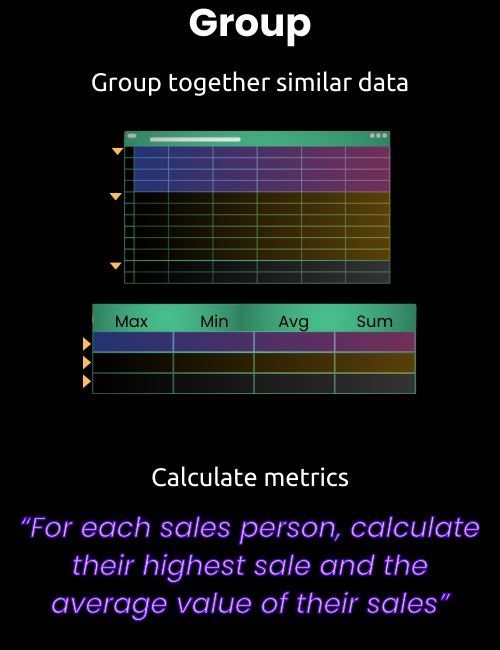 Group
Group together similar data
Max Min Avg Sum
Calculate metrics
“For each sales person, calculate
their highest sale and the
average value of their sales”